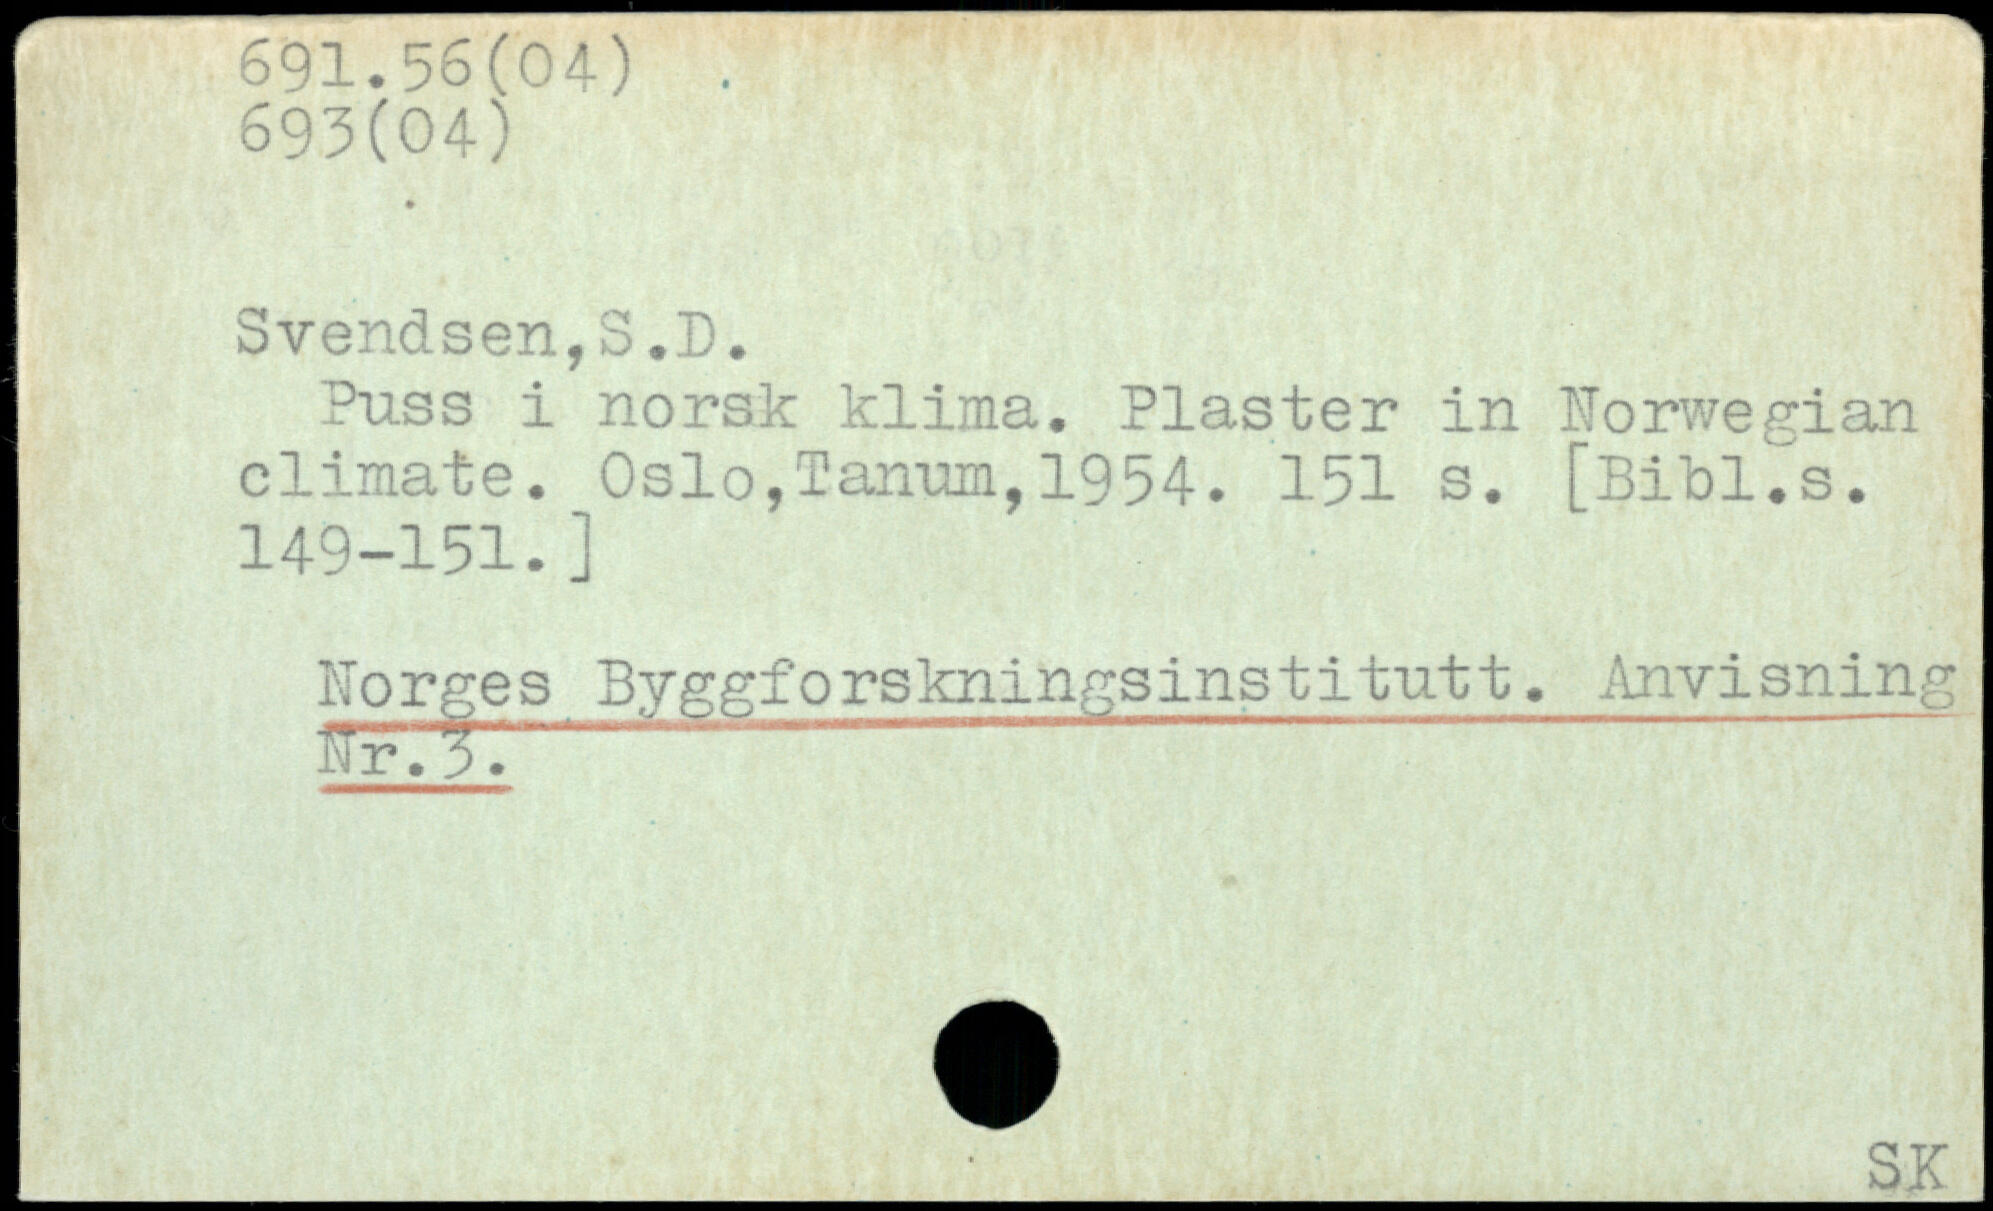 691.56(04)
693(04)
Svendsen,S.D.
Puss i norsk klima. Plaster in Norwegian
climate. Oslo,Tanum,1954. 151 s. [Bibl.s.
149-151.]
Norges Byggforskningsinstitutt. Anvisning
Nr.3.
SK